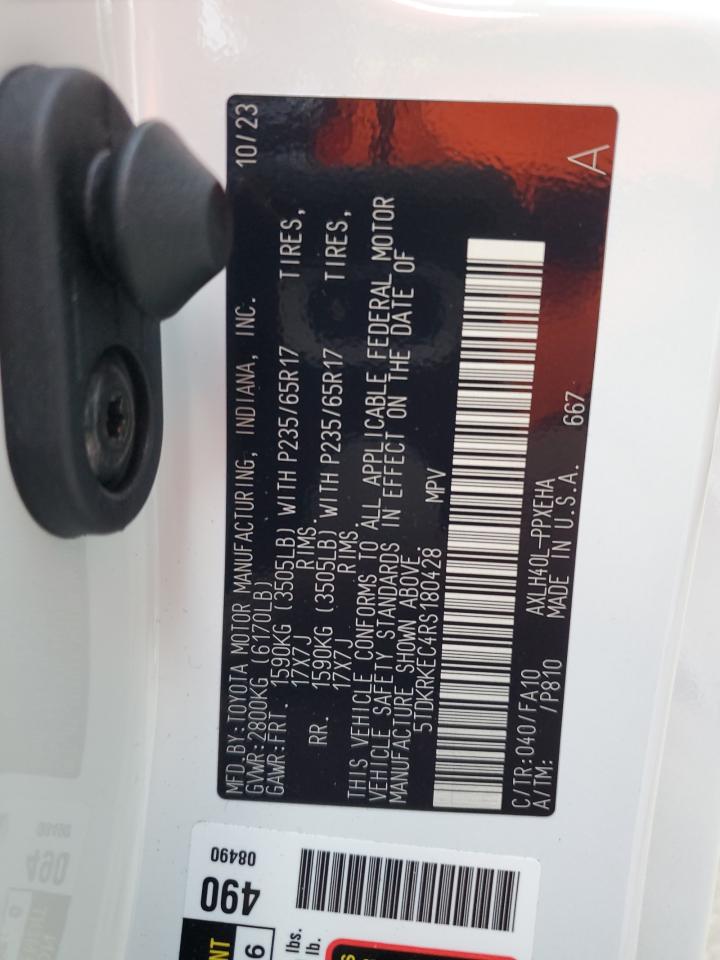 MFD.BY:TOYOTA MOTOR MANUFACTURING, INDIANA, INC. 10/23
GVWR:2800KG (6170LB)
GAWR:FRT. 1590KG (3505LB) WITH P235/65R17 TIRES,
17X7J RIMS.
RR. 1590KG (3505LB) WITH P235/65R17 TIRES,
17X7J RIMS.
THIS VEHICLE CONFORMS TO ALL APPLICABLE FEDERAL MOTOR
VEHICLE SAFETY STANDARDS IN EFFECT ON THE DATE OF
MANUFACTURE SHOWN ABOVE.
5TDKRKEC4RS180428 MPV
C/TR:040/FA10 AXLH40L-PPXEHA
A/TM: /P810 MADE IN U.S.A. 667 A
490 08490
NT
6
lbs.
lb.